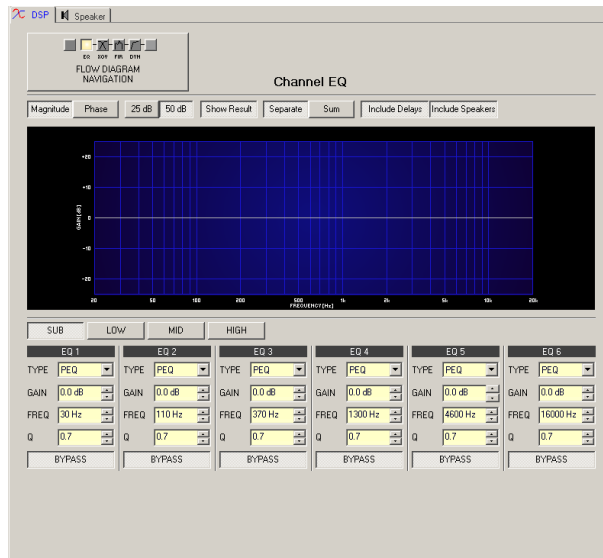 DSP Speaker
EQ XOV FIR DYN
FLOW DIAGRAM
NAVIGATION
Channel EQ
Magnitude Phase 25 dB 50 dB Show Result Separate Sum Include Delays Include Speakers
+20
+10
GAIN[dB]
0
-10
-20
20 50 100 200 500 1k 2k 5k 10k 20k
FREQUENCY[Hz]
SUB LOW MID HIGH
EQ 1 EQ 2 EQ 3 EQ 4 EQ 5 EQ 6
TYPE PEQ TYPE PEQ TYPE PEQ TYPE PEQ TYPE PEQ TYPE PEQ
GAIN 0.0 dB GAIN 0.0 dB GAIN 0.0 dB GAIN 0.0 dB GAIN 0.0 dB GAIN 0.0 dB
FREQ 30 Hz FREQ 110 Hz FREQ 370 Hz FREQ 1300 Hz FREQ 4600 Hz FREQ 16000 Hz
Q 0.7 Q 0.7 Q 0.7 Q 0.7 Q 0.7 Q 0.7
BYPASS BYPASS BYPASS BYPASS BYPASS BYPASS